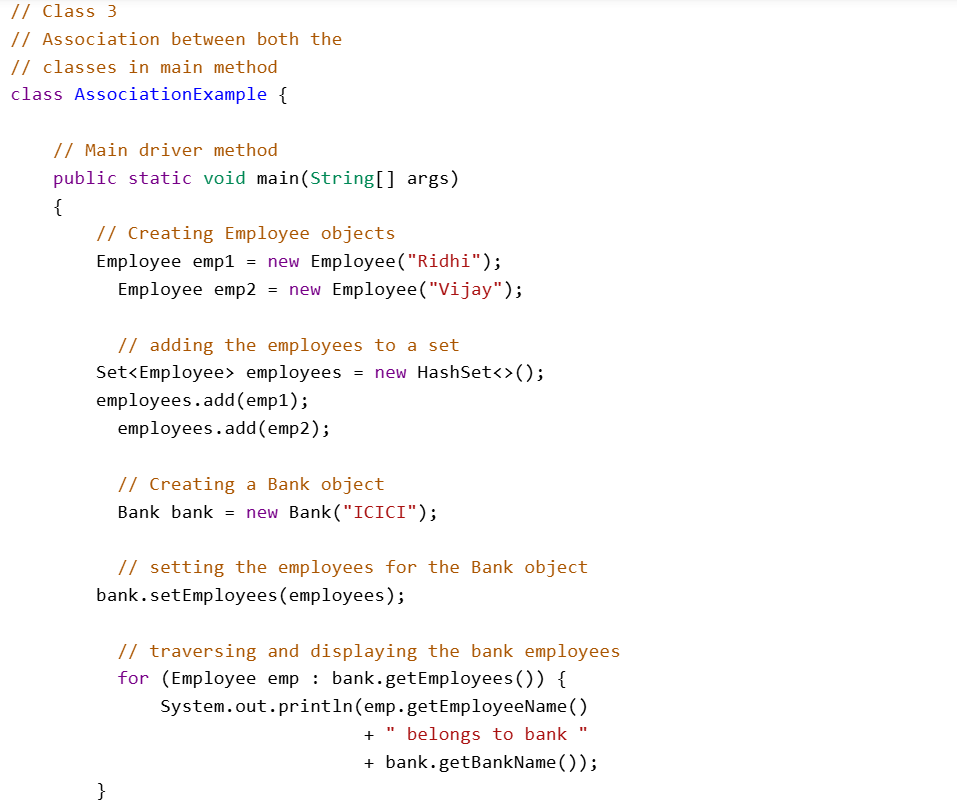 // Class 3
// Association between both the
// classes in main method
class AssociationExample {

    // Main driver method
    public static void main(String[] args)
    {
        // Creating Employee objects
        Employee emp1 = new Employee("Ridhi");
          Employee emp2 = new Employee("Vijay");

          // adding the employees to a set
        Set<Employee> employees = new HashSet<>();
        employees.add(emp1);
          employees.add(emp2);

          // Creating a Bank object
          Bank bank = new Bank("ICICI");

          // setting the employees for the Bank object
        bank.setEmployees(employees);

          // traversing and displaying the bank employees
          for (Employee emp : bank.getEmployees()) {
              System.out.println(emp.getEmployeeName()
                                 + " belongs to bank "
                                 + bank.getBankName());
        }